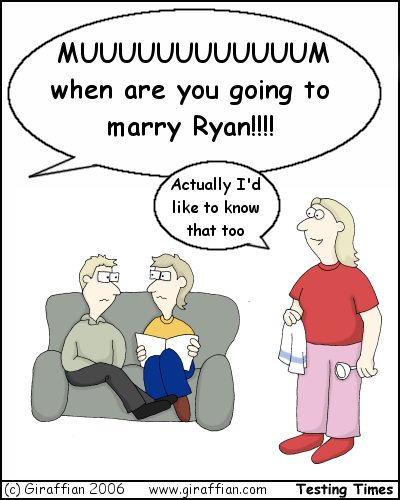 MUUUUUUUUUUUUM
when are you going to
marry Ryan!!!!
Actually I'd
like to know
that too
(c) Giraffian 2006 www.giraffian.com Testing Times